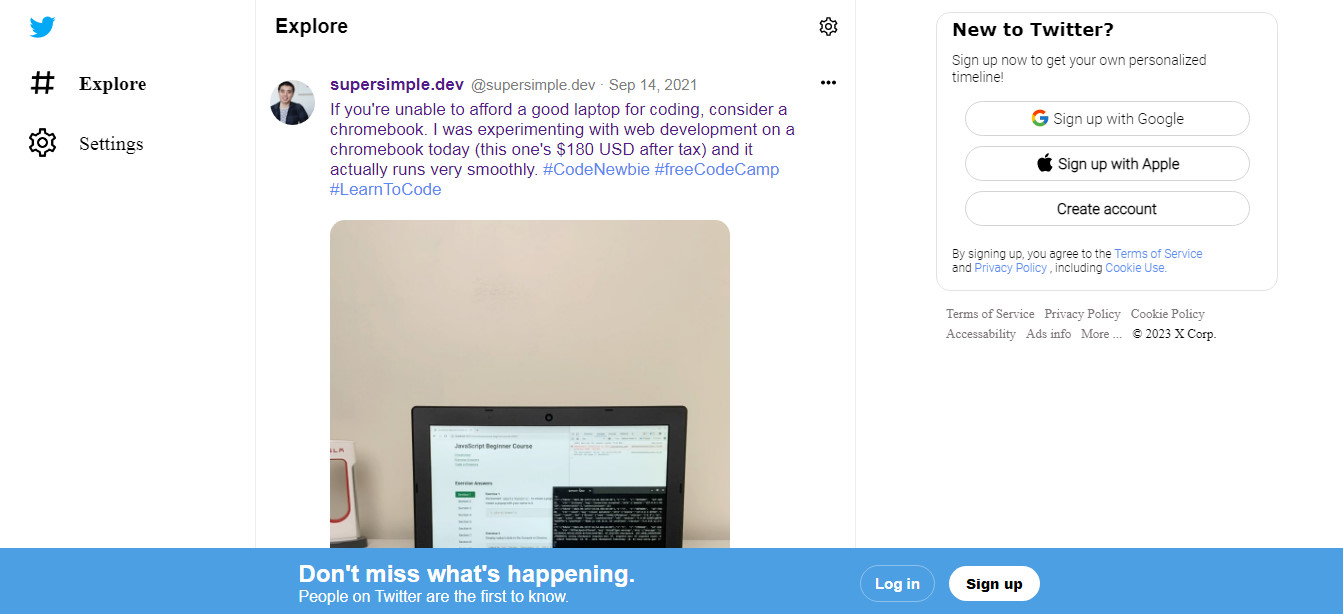 Explore
Explore
Settings
supersimple.dev @supersimple.dev · Sep 14, 2021
If you're unable to afford a good laptop for coding, consider a
chromebook. I was experimenting with web development on a
chromebook today (this one's $180 USD after tax) and it
actually runs very smoothly. #CodeNewbie #freeCodeCamp
#LearnToCode
JavaScript Beginner Course
Exercise Answers
New to Twitter?
Sign up now to get your own personalized
timeline!
Sign up with Google
Sign up with Apple
Create account
By signing up, you agree to the Terms of Service
and Privacy Policy , including Cookie Use.
Terms of Service Privacy Policy Cookie Policy
Accessability Ads info More ... © 2023 X Corp.
Don't miss what's happening.
People on Twitter are the first to know.
Log in
Sign up